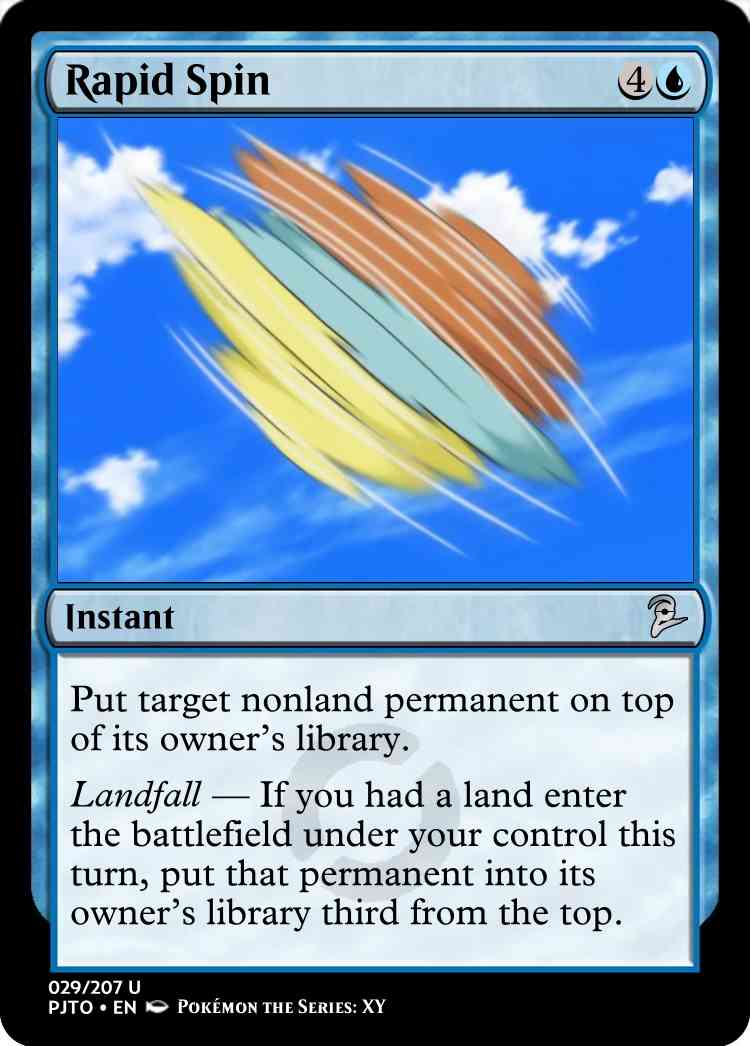 Rapid Spin 4
Instant
Put target nonland permanent on top
of its owner's library.
Landfall — If you had a land enter
the battlefield under your control this
turn, put that permanent into its
owner's library third from the top.
029/207 U
PJTO • EN Pokémon the Series: XY